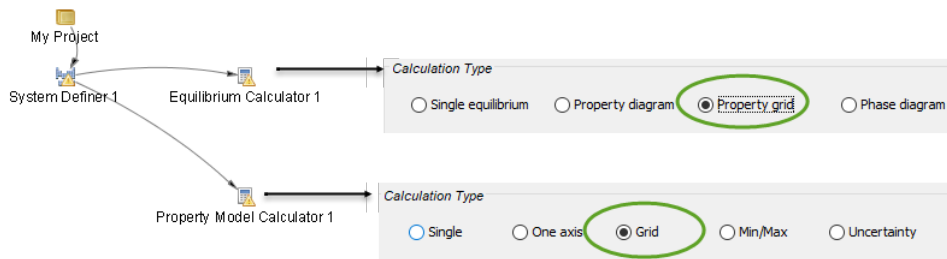 My Project
System Definer 1
Equilibrium Calculator 1
Calculation Type
Single equilibrium Property diagram Property grid Phase diagram
Property Model Calculator 1
Calculation Type
Single One axis Grid Min/Max Uncertainty